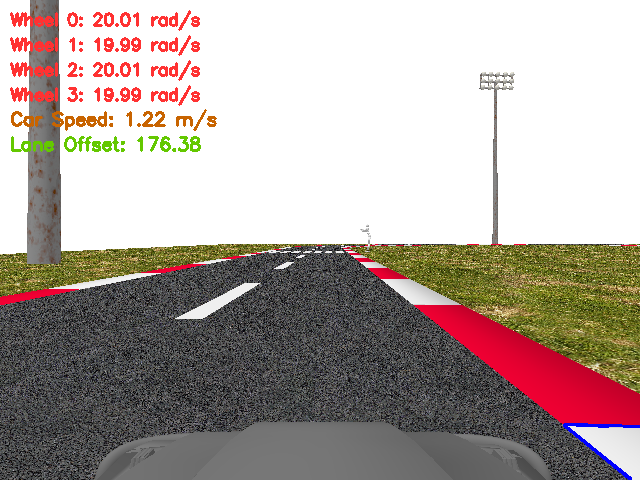 Wheel 0: 20.01 rad/s
Wheel 1: 19.99 rad/s
Wheel 2: 20.01 rad/s
Wheel 3: 19.99 rad/s
Car Speed: 1.22 m/s
Lane Offset: 176.38